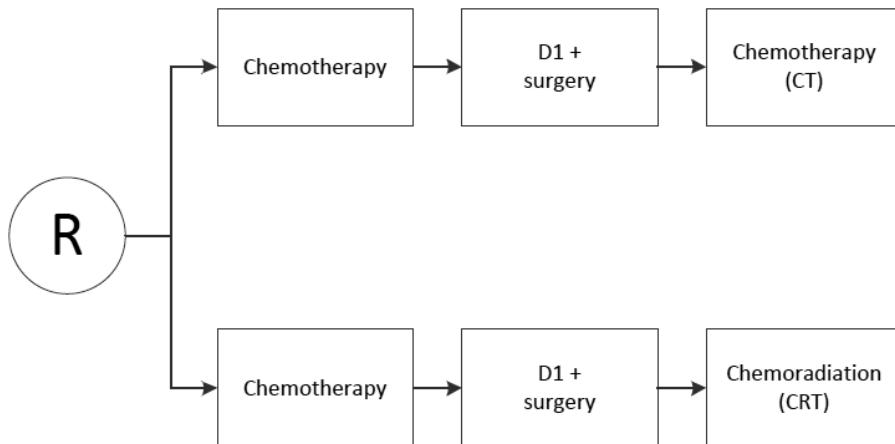 Chemotherapy
D1 +
surgery
Chemotherapy
(CT)
R
Chemotherapy
D1 +
surgery
Chemoradiation
(CRT)